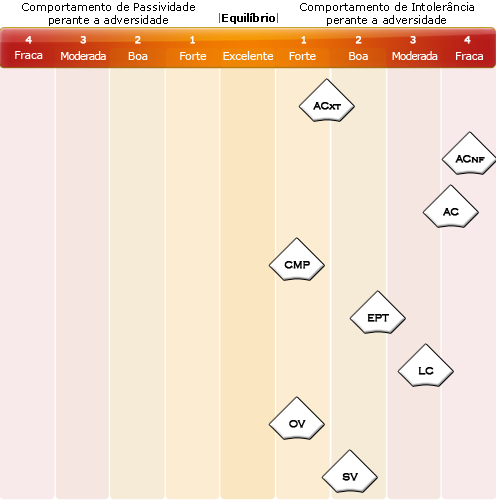 Comportamento de Passividade
perante a adversidade
|Equilíbrio|
Comportamento de Intolerância
perante a adversidade
4 3 2 1 1 2 3 4
Fraca Moderada Boa Forte Excelente Forte Boa Moderada Fraca
ACXT
ACNF
AC
CMP
EPT
LC
OV
SV